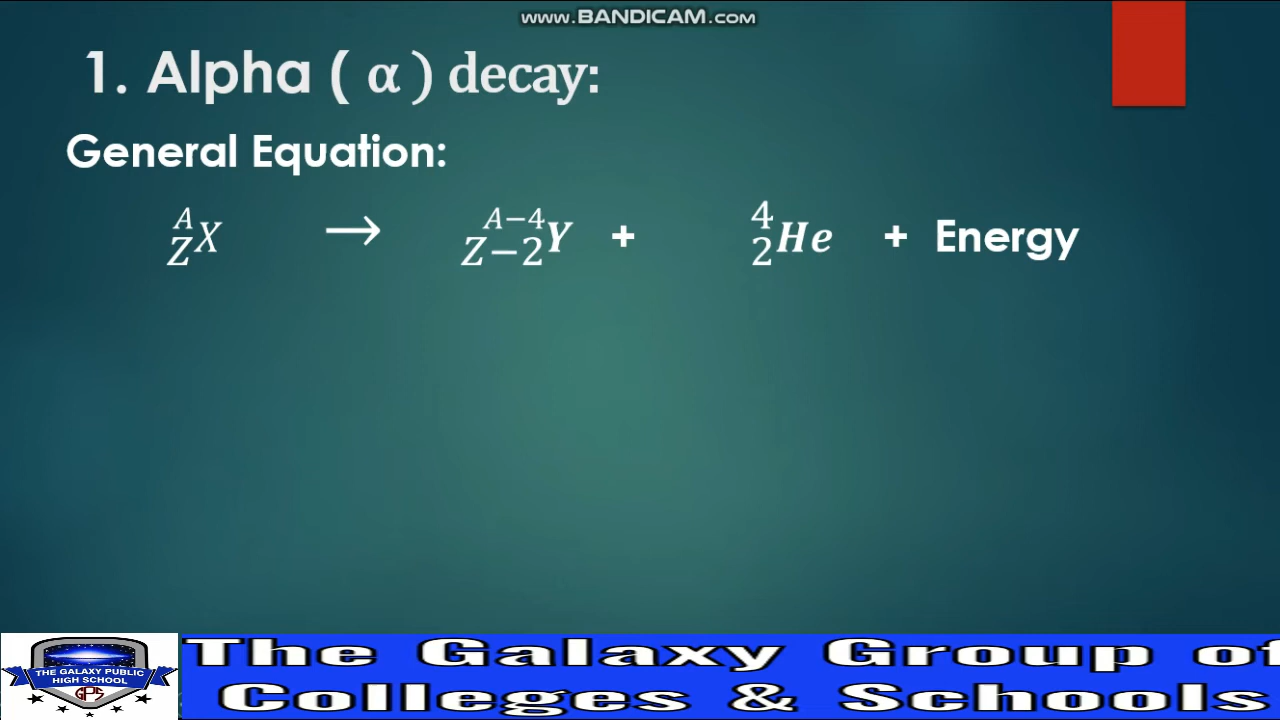 www.BANDICAM.com
1. Alpha ( α ) decay:
General Equation:
$^{A}_{Z}X$ → $^{A-4}_{Z-2}Y$ + $^{4}_{2}He$ + Energy
The Galaxy Group of
Colleges & Schools
THE GALAXY PUBLIC
HIGH SCHOOL
GPS